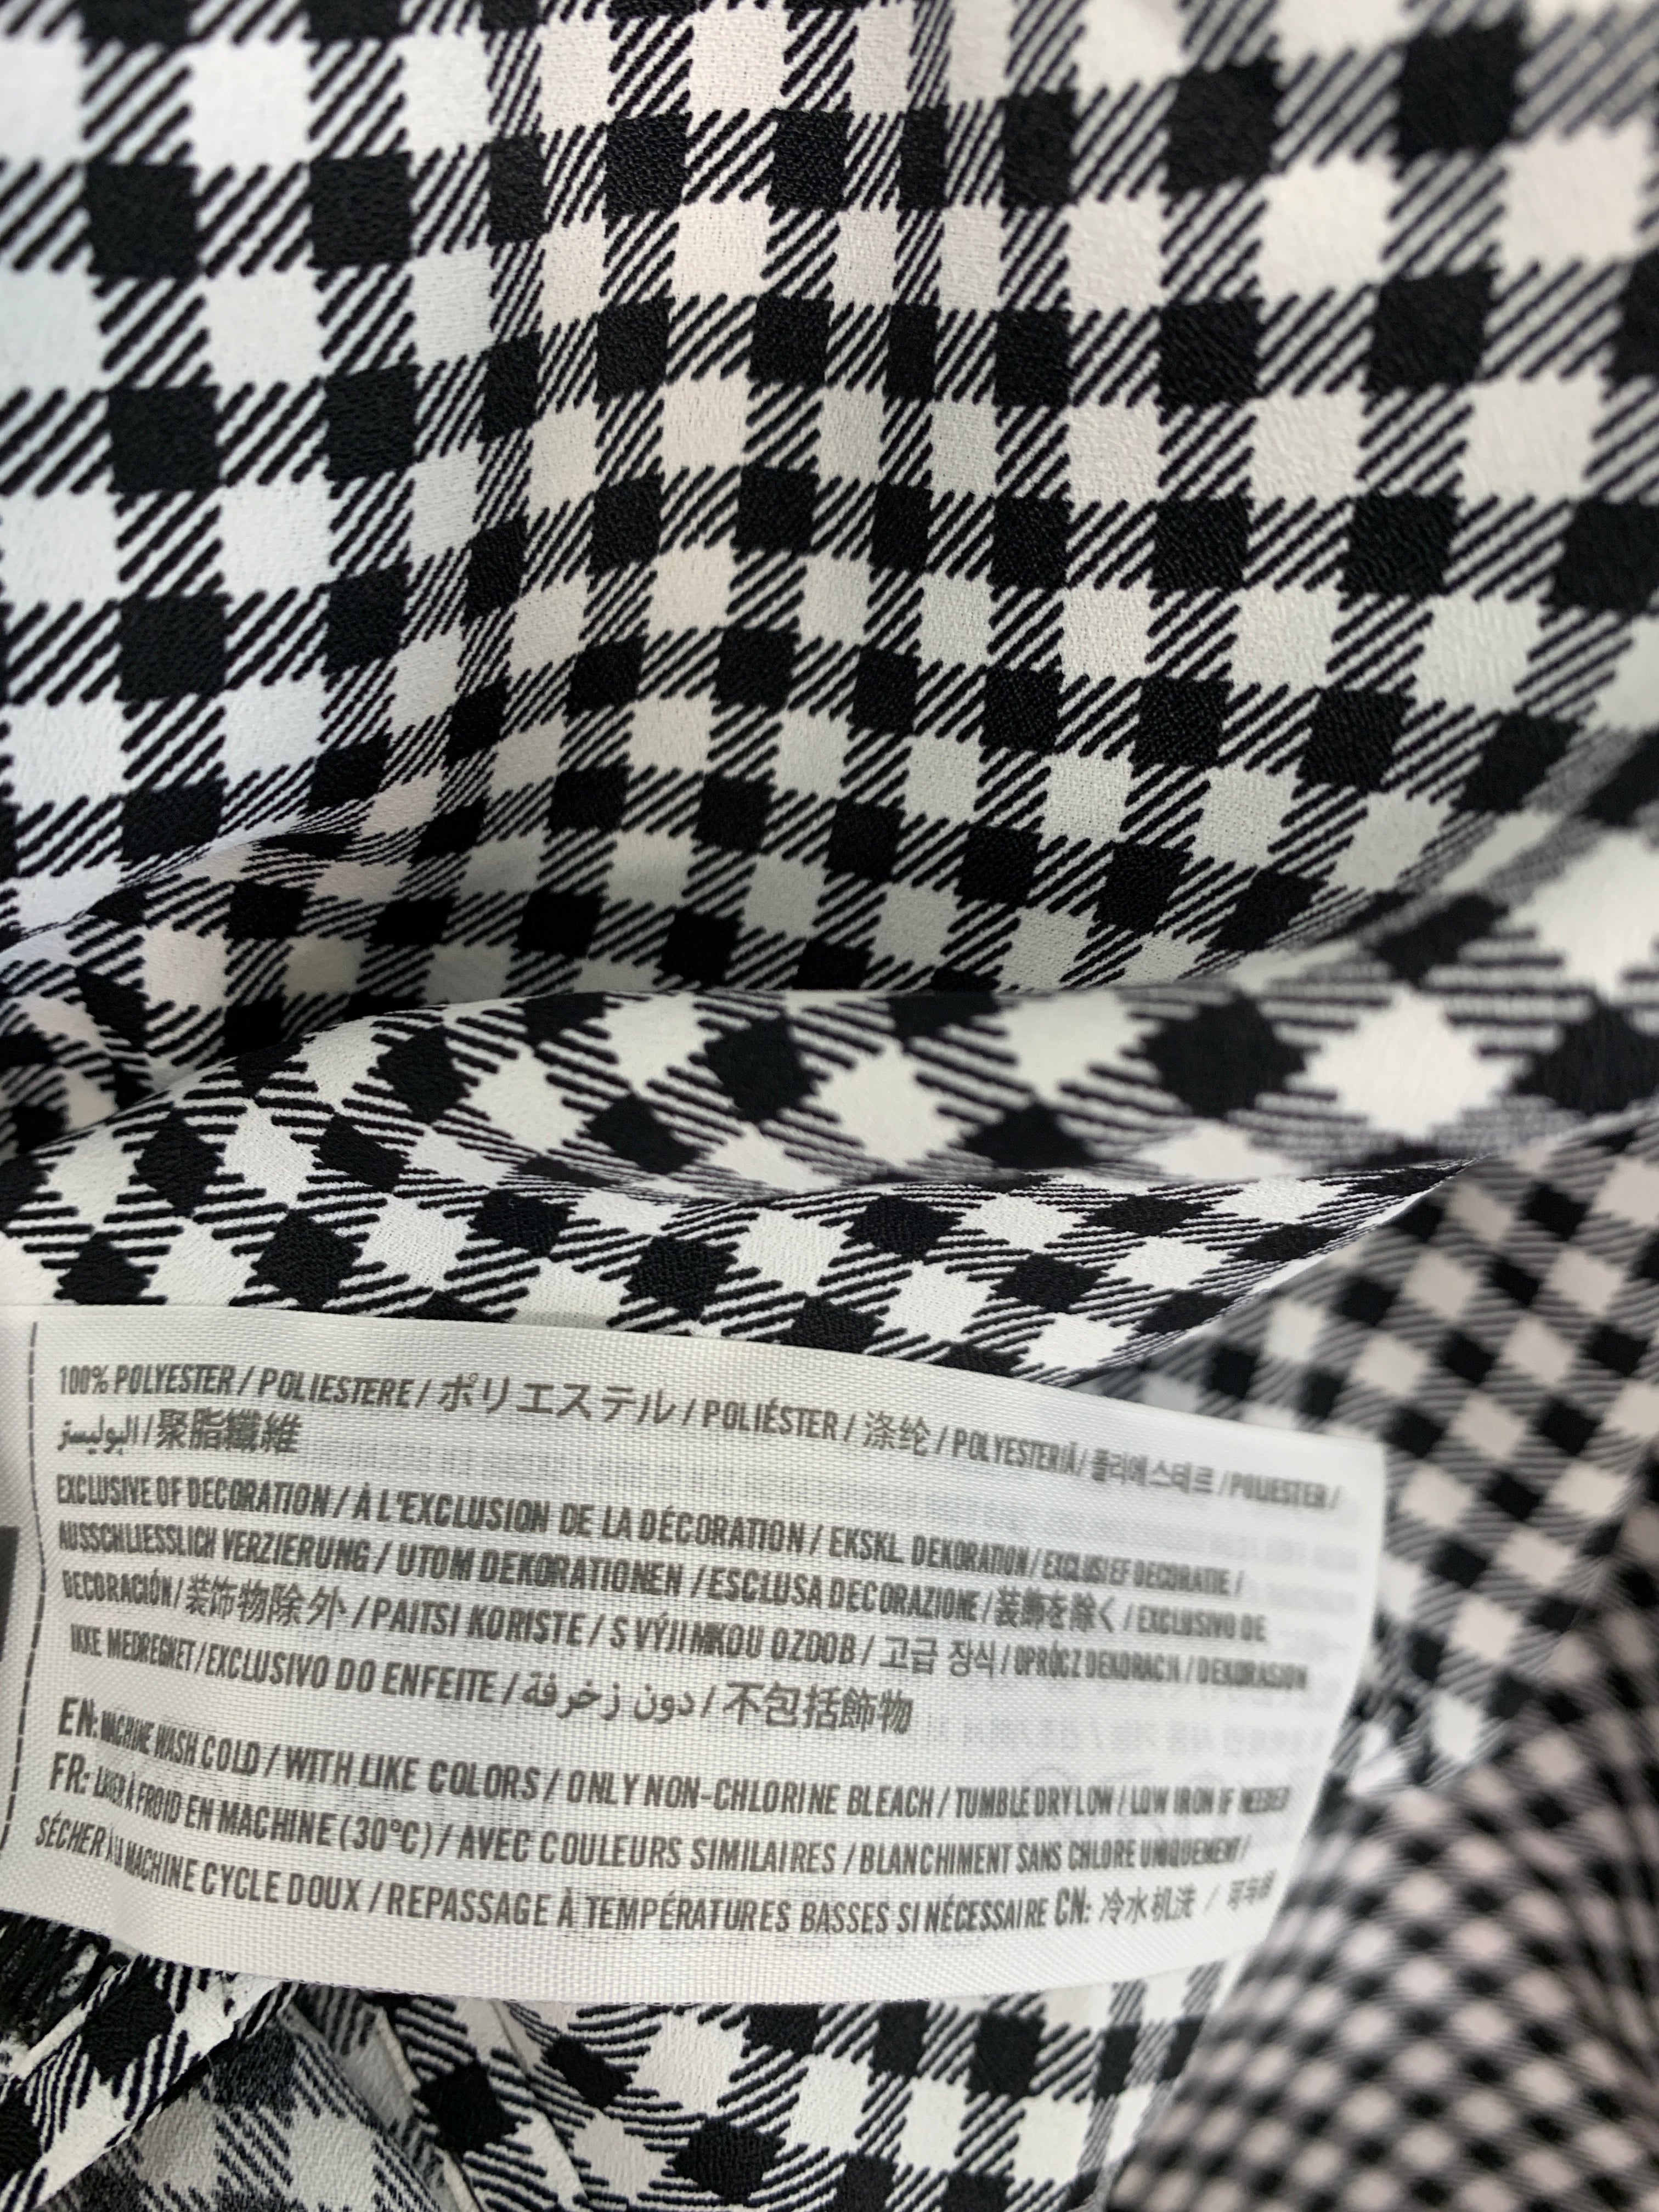 100% POLYESTER / POLIESTERE / ポリエステル / POLIÉSTER / 涤纶 / POLYESTERIÄ / 폴리에스테르 / POLIESTER /
البوليستر / 聚脂纖維
EXCLUSIVE OF DECORATION / À L'EXCLUSION DE LA DÉCORATION / EKSKL. DEKORATION / EXCLUSIEF DECORATIE /
AUSSCHLIESSLICH VERZIERUNG / UTOM DEKORATIONEN / ESCLUSA DECORAZIONE / 装飾を除く / EXCLUSIVO DE
DECORACIÓN / 装饰物除外 / PAITSI KORISTE / S VÝJIMKOU OZDOB / 고급 장식 / OPRÓCZ DEKORACJI / DEKORASJON
IKKE MEDREGNET / EXCLUSIVO DO ENFEITE / دون زخرفة / 不包括飾物
EN: MACHINE WASH COLD / WITH LIKE COLORS / ONLY NON-CHLORINE BLEACH / TUMBLE DRY LOW / LOW IRON IF NEEDED
FR: LAVER À FROID EN MACHINE (30°C) / AVEC COULEURS SIMILAIRES / BLANCHIMENT SANS CHLORE UNIQUEMENT /
SÉCHER À LA MACHINE CYCLE DOUX / REPASSAGE À TEMPÉRATURES BASSES SI NÉCESSAIRE CN: 冷水机洗 /